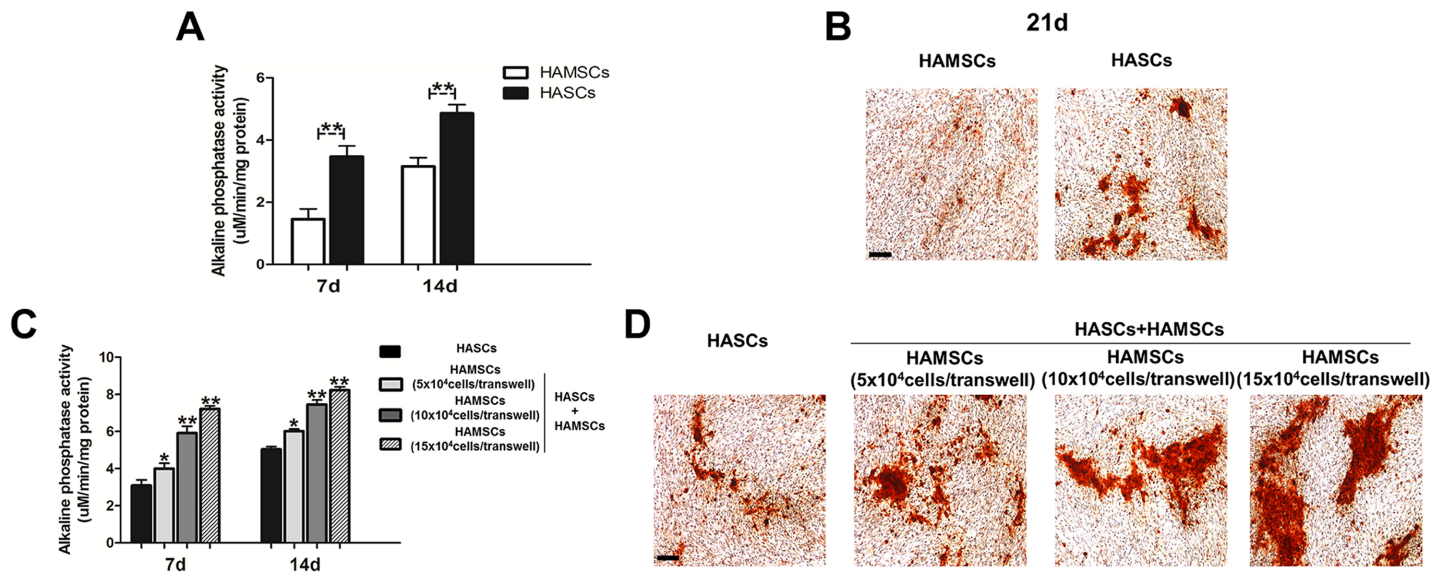 A
Alkaline phosphatase activity
(uM/min/mg protein)
6
4
2
0
**
**
7d
14d
HAMSCs
HASCs
B
21d
HAMSCs
HASCs
C
Alkaline phosphatase activity
(uM/min/mg protein)
10
8
6
4
2
0
*
**
**
*
**
**
7d
14d
HASCs
HAMSCs
(5x10⁴cells/transwell)
HAMSCs
(10x10⁴cells/transwell)
HAMSCs
(15x10⁴cells/transwell)
HASCs
+
HAMSCs
D
HASCs
HASCs+HAMSCs
HAMSCs
(5x10⁴cells/transwell)
HAMSCs
(10x10⁴cells/transwell)
HAMSCs
(15x10⁴cells/transwell)